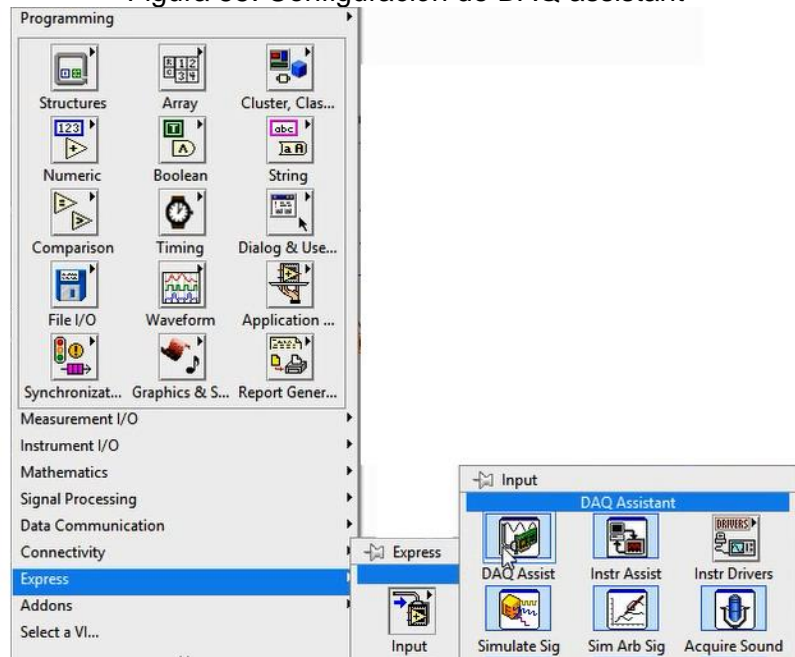 Programming
Structures Array Cluster, Clas...
Numeric Boolean String
Comparison Timing Dialog & Use...
File I/O Waveform Application ...
Synchronizat... Graphics & S... Report Gener...
Measurement I/O
Instrument I/O
Mathematics
Signal Processing
Data Communication
Connectivity
Express
Addons
Select a VI...
Express
Input
Input
DAQ Assistant
DAQ Assist Instr Assist Instr Drivers
Simulate Sig Sim Arb Sig Acquire Sound